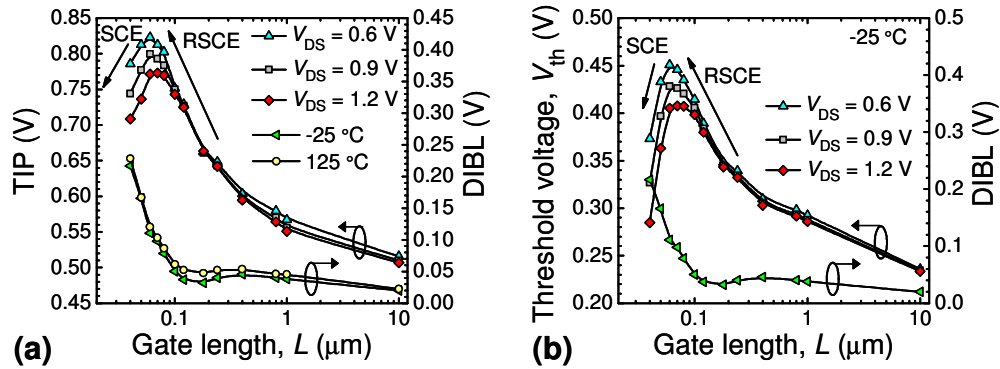 0.85
0.80
0.75
0.70
0.65
0.60
0.55
0.50
0.45
TIP (V)
SCE
RSCE
V_DS = 0.6 V
V_DS = 0.9 V
V_DS = 1.2 V
-25 °C
125 °C
0.45
0.40
0.35
0.30
0.25
0.20
0.15
0.10
0.05
0.00
DIBL (V)
0.1 1 10
(a) Gate length, L (μm)
0.50
0.45
0.40
0.35
0.30
0.25
0.20
Threshold voltage, V_th (V)
-25 °C
SCE
RSCE
V_DS = 0.6 V
V_DS = 0.9 V
V_DS = 1.2 V
0.5
0.4
0.3
0.2
0.1
0.0
DIBL (V)
0.1 1 10
(b) Gate length, L (μm)